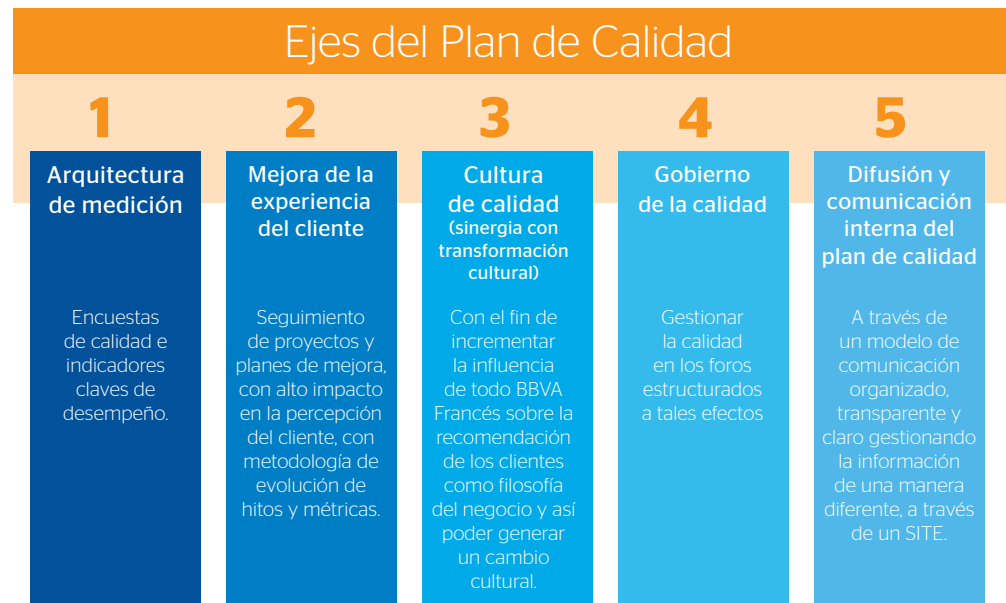 Ejes del Plan de Calidad
1
Arquitectura
de medición
Encuestas
de calidad e
indicadores
claves de
desempeño.
2
Mejora de la
experiencia
del cliente
Seguimiento
de proyectos y
planes de mejora,
con alto impacto
en la percepción
del cliente, con
metodología de
evolución de
hitos y métricas.
3
Cultura
de calidad
(sinergia con
transformación
cultural)
Con el fin de
incrementar
la influencia
de todo BBVA
Francés sobre la
recomendación
de los clientes
como filosofía
del negocio y así
poder generar
un cambio
cultural.
4
Gobierno
de la calidad
Gestionar
la calidad
en los foros
estructurados
a tales efectos
5
Difusión y
comunicación
interna del
plan de calidad
A través de
un modelo de
comunicación
organizado,
transparente y
claro gestionando
la información
de una manera
diferente, a través
de un SITE.